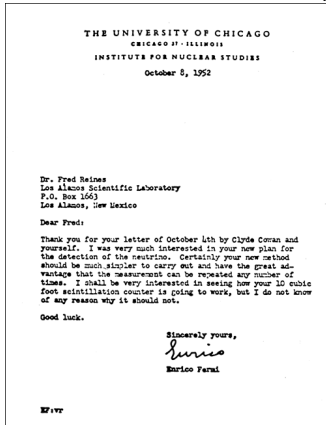 THE UNIVERSITY OF CHICAGO
CHICAGO 37 · ILLINOIS
INSTITUTE FOR NUCLEAR STUDIES
October 8, 1952
Dr. Fred Reines
Los Alamos Scientific Laboratory
P.O. Box 1663
Los Alamos, New Mexico
Dear Fred:
Thank you for your letter of October 4th by Clyde Cowan and
yourself. I was very much interested in your new plan for
the detection of the neutrino. Certainly your new method
should be much simpler to carry out and have the great ad-
vantage that the measurement can be repeated any number of
times. I shall be very interested in seeing how your 10 cubic
foot scintillation counter is going to work, but I do not know
of any reason why it should not.
Good luck.
Sincerely yours,
Enrico
Enrico Fermi
EF:vr